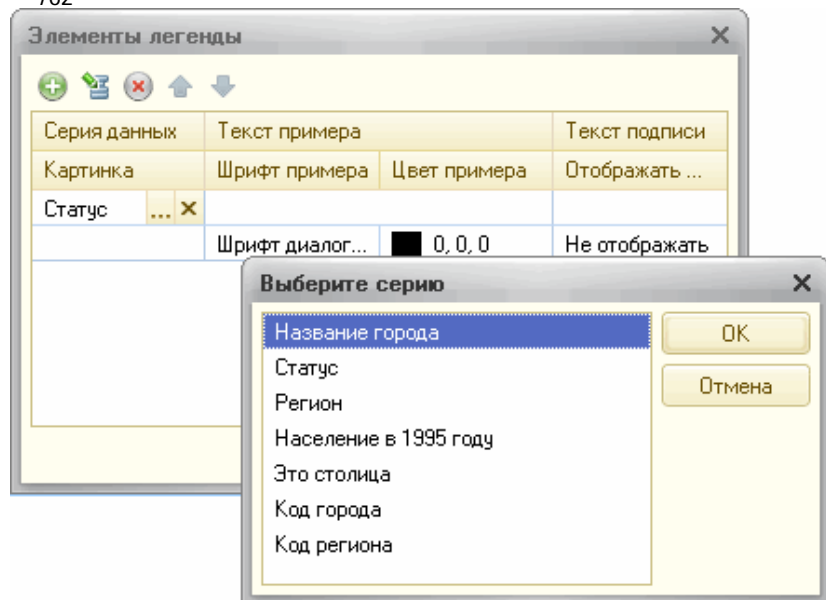 762
Элементы легенды
Серия данных Текст примера Текст подписи
Картинка Шрифт примера Цвет примера Отображать ...
Статус ...
Шрифт диалог... 0, 0, 0 Не отображать
Выберите серию
Название города
OK
Статус
Отмена
Регион
Население в 1995 году
Это столица
Код города
Код региона